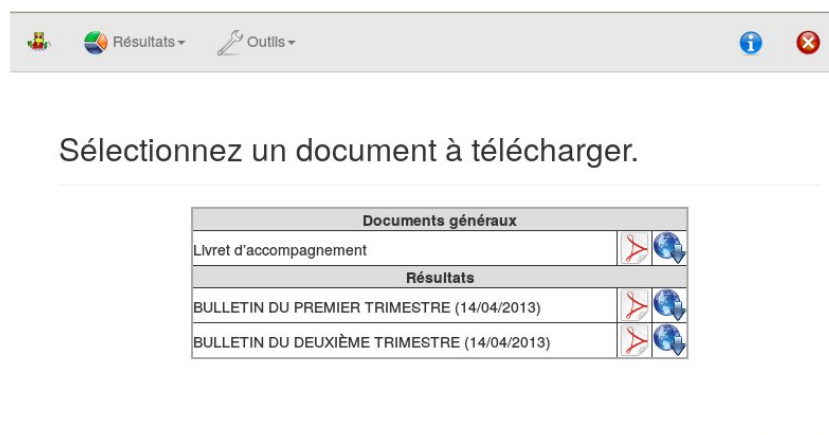 Résultats
Outils
Sélectionnez un document à télécharger.
Documents généraux
Livret d'accompagnement
Résultats
BULLETIN DU PREMIER TRIMESTRE (14/04/2013)
BULLETIN DU DEUXIÈME TRIMESTRE (14/04/2013)